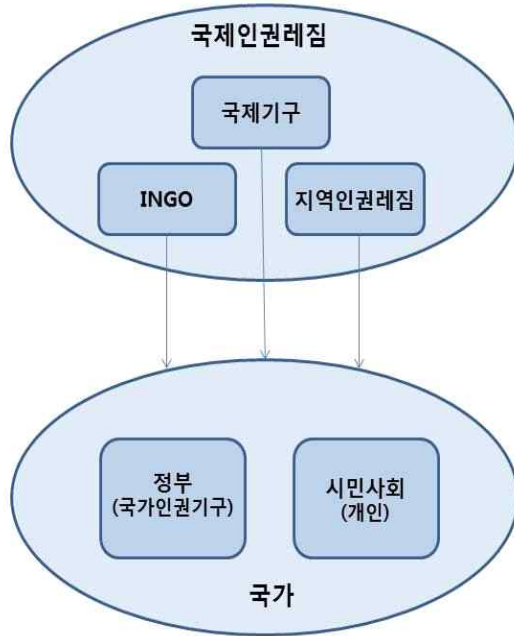 국제인권레짐
국제기구
INGO
지역인권레짐
정부
(국가인권기구)
시민사회
(개인)
국가